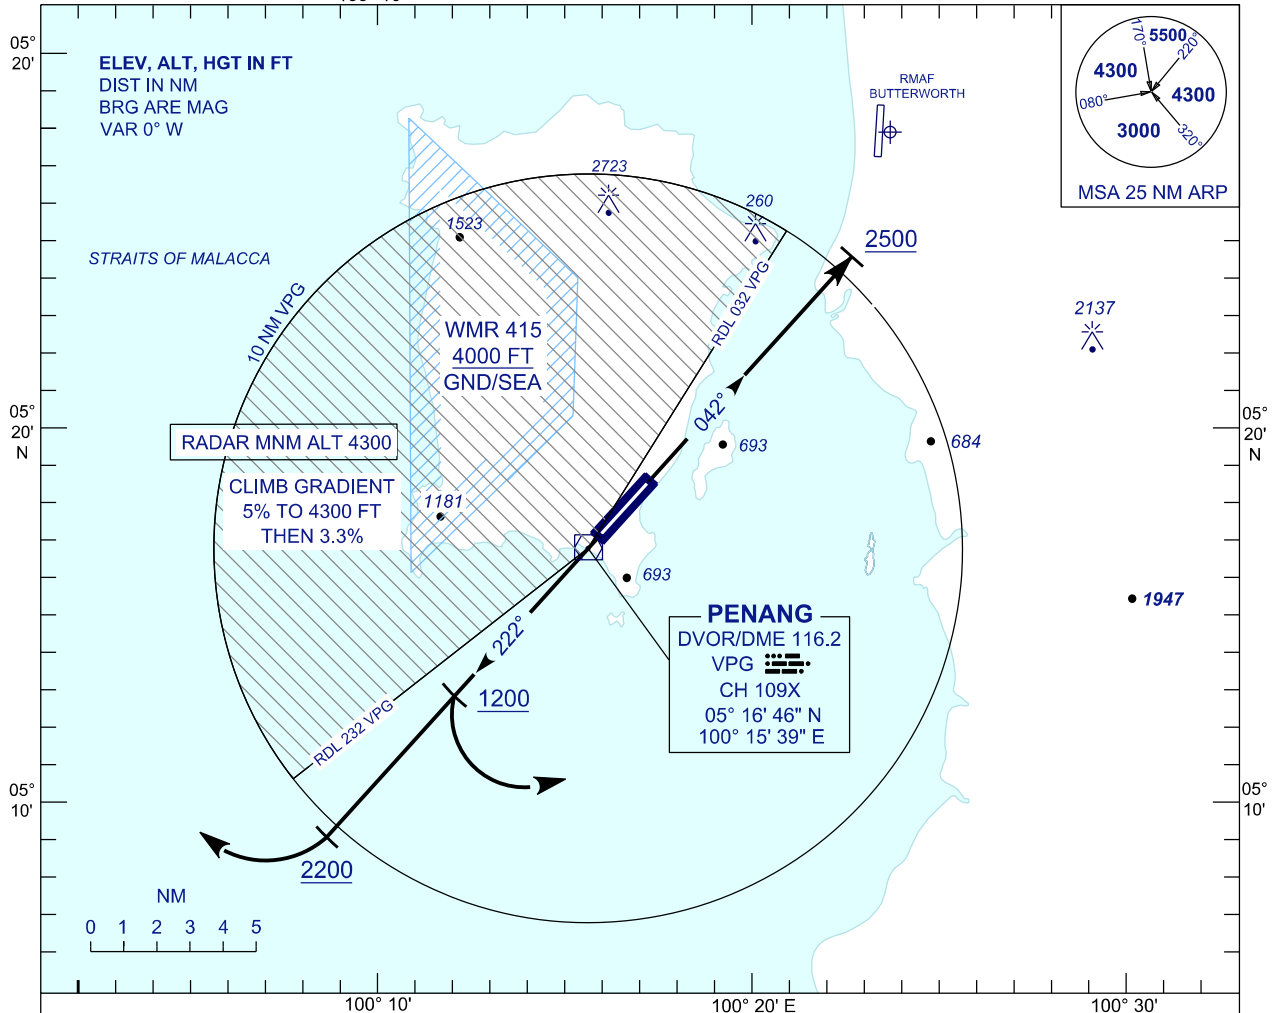 100° 10'
05°
20'
ELEV, ALT, HGT IN FT
DIST IN NM
BRG ARE MAG
VAR 0° W
RMAF
BUTTERWORTH
170°
5500
220°
4300
4300
080°
3000
320°
MSA 25 NM ARP
2723
260
1523
2500
STRAITS OF MALACCA
10 NM VPG
RDL 032 VPG
2137
WMR 415
4000 FT
GND/SEA
05°
20'
N
05°
20'
N
RADAR MNM ALT 4300
042°
693
684
CLIMB GRADIENT
5% TO 4300 FT
THEN 3.3%
1181
693
1947
PENANG
DVOR/DME 116.2
VPG
CH 109X
05° 16' 46" N
100° 15' 39" E
222°
1200
RDL 232 VPG
05°
10'
05°
10'
2200
NM
0 1 2 3 4 5
100° 10'
100° 20' E
100° 30'